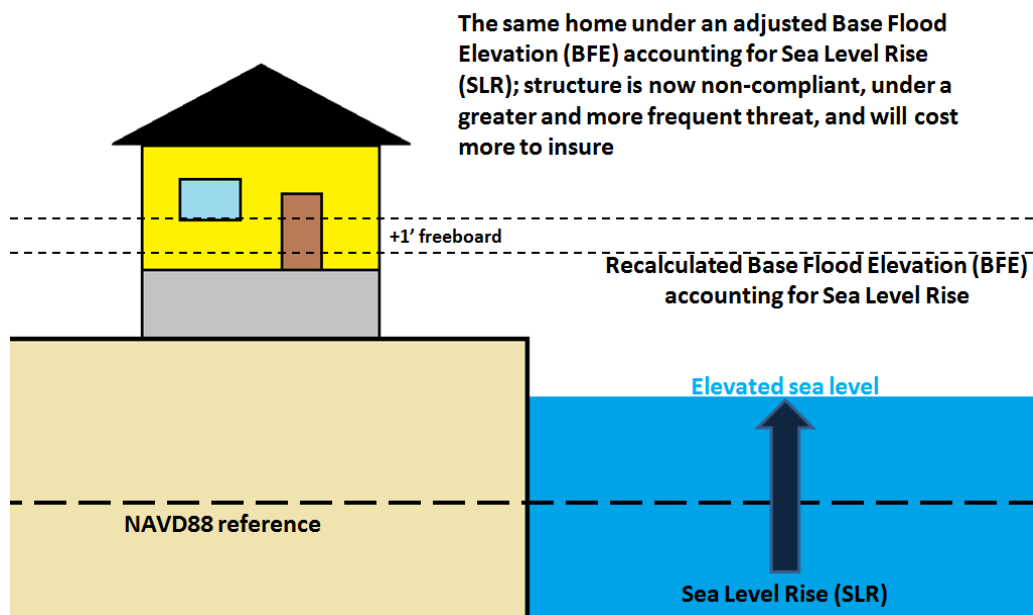 The same home under an adjusted Base Flood
Elevation (BFE) accounting for Sea Level Rise
(SLR); structure is now non-compliant, under a
greater and more frequent threat, and will cost
more to insure
+1’ freeboard
Recalculated Base Flood Elevation (BFE)
accounting for Sea Level Rise
Elevated sea level
NAVD88 reference
Sea Level Rise (SLR)